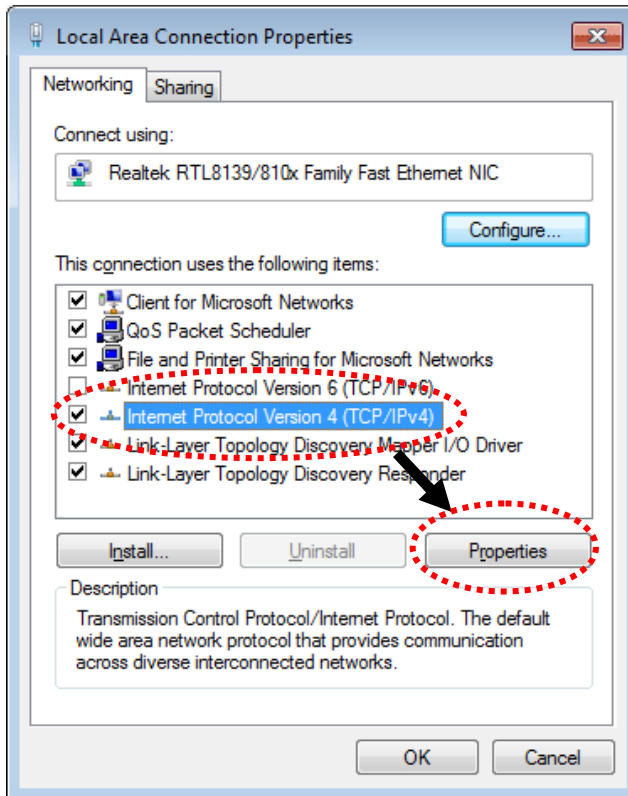 Local Area Connection Properties
Networking
Sharing
Connect using:
Realtek RTL8139/810x Family Fast Ethernet NIC
Configure...
This connection uses the following items:
Client for Microsoft Networks
QoS Packet Scheduler
File and Printer Sharing for Microsoft Networks
Internet Protocol Version 6 (TCP/IPv6)
Internet Protocol Version 4 (TCP/IPv4)
Link-Layer Topology Discovery Mapper I/O Driver
Link-Layer Topology Discovery Responder
Install...
Uninstall
Properties
Description
Transmission Control Protocol/Internet Protocol. The default
wide area network protocol that provides communication
across diverse interconnected networks.
OK
Cancel